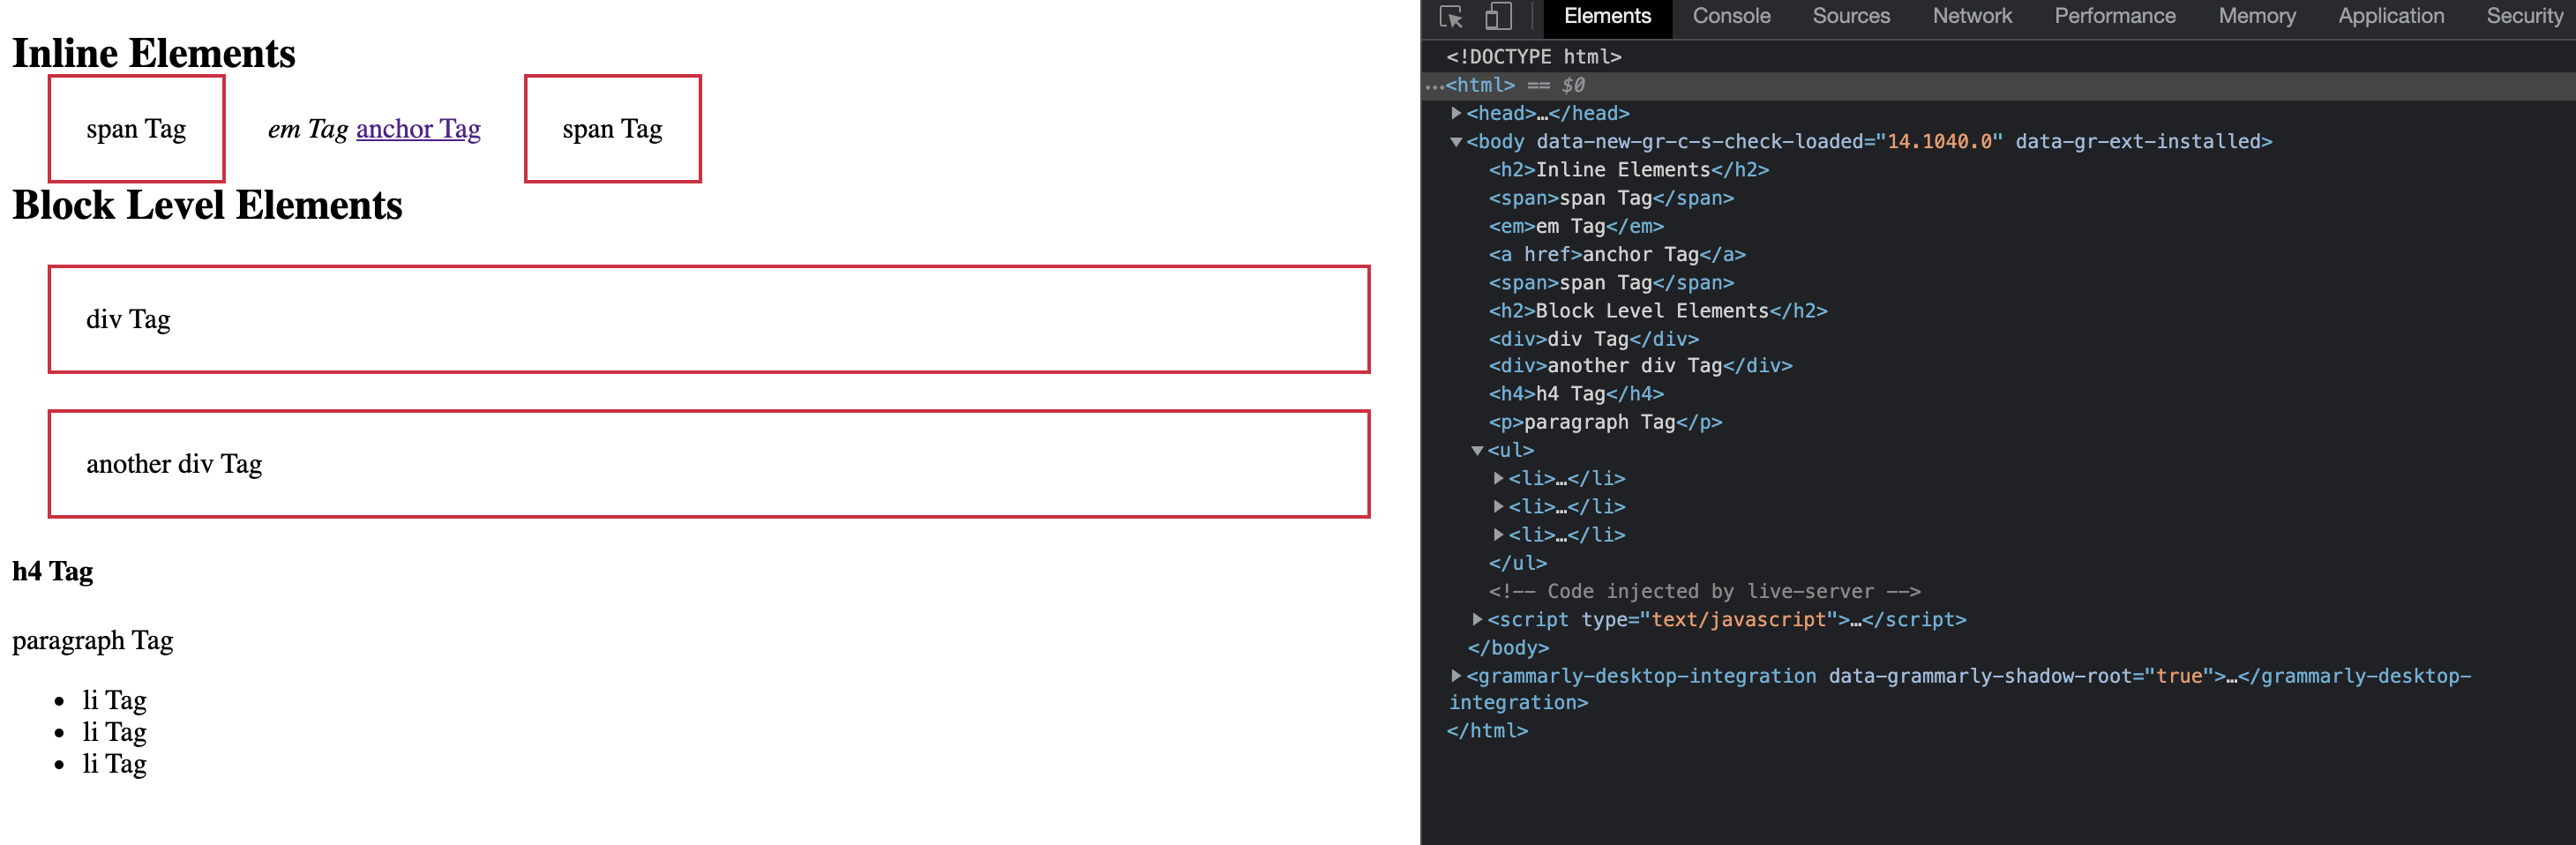 Inline Elements
span Tag em Tag anchor Tag span Tag
Block Level Elements
div Tag
another div Tag
h4 Tag
paragraph Tag
• li Tag
• li Tag
• li Tag
Elements Console Sources Network Performance Memory Application Security
<!DOCTYPE html>
…<html> == $0
▶<head>…</head>
▼<body data-new-gr-c-s-check-loaded="14.1040.0" data-gr-ext-installed>
<h2>Inline Elements</h2>
<span>span Tag</span>
<em>em Tag</em>
<a href>anchor Tag</a>
<span>span Tag</span>
<h2>Block Level Elements</h2>
<div>div Tag</div>
<div>another div Tag</div>
<h4>h4 Tag</h4>
<p>paragraph Tag</p>
▼<ul>
▶<li>…</li>
▶<li>…</li>
▶<li>…</li>
</ul>
<!-- Code injected by live-server -->
▶<script type="text/javascript">…</script>
</body>
▶<grammarly-desktop-integration data-grammarly-shadow-root="true">…</grammarly-desktop-
integration>
</html>